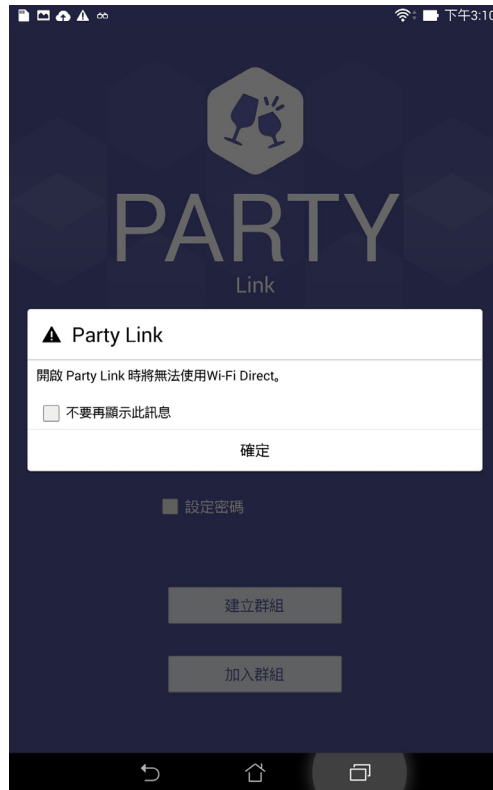 下午3:10
PARTY
Link
Party Link
開啟 Party Link 時將無法使用Wi-Fi Direct。
不要再顯示此訊息
確定
設定密碼
建立群組
加入群組